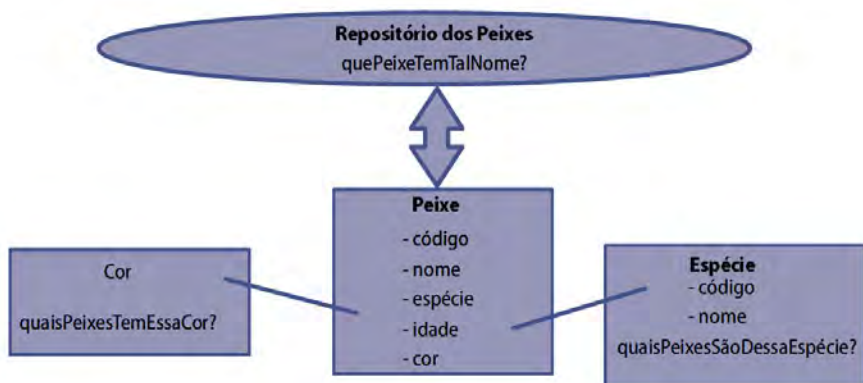 Repositório dos Peixes
quePeixeTemTalNome?
Peixe
- código
- nome
- espécie
- idade
- cor
Cor
quaisPeixesTemEssaCor?
Espécie
- código
- nome
quaisPeixesSãoDessaEspécie?